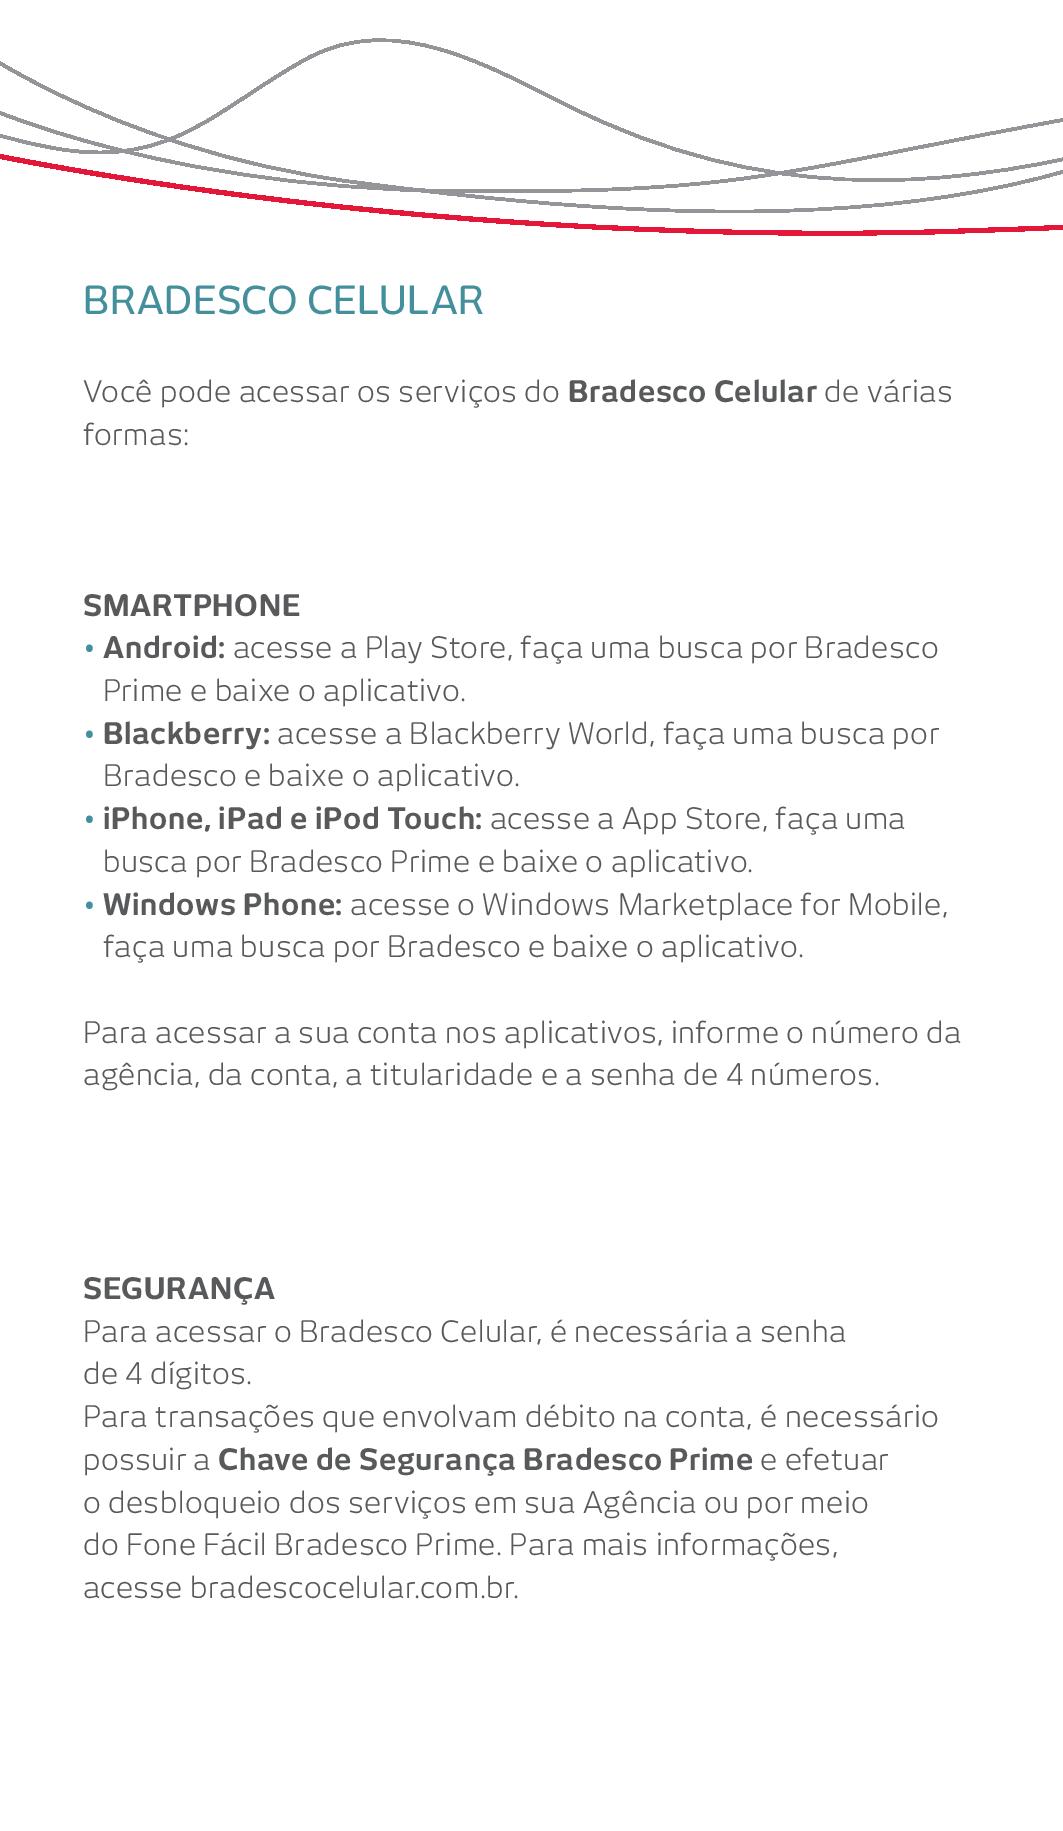 BRADESCO CELULAR
Você pode acessar os serviços do Bradesco Celular de várias
formas:
SMARTPHONE
• Android: acesse a Play Store, faça uma busca por Bradesco
Prime e baixe o aplicativo.
• Blackberry: acesse a Blackberry World, faça uma busca por
Bradesco e baixe o aplicativo.
• iPhone, iPad e iPod Touch: acesse a App Store, faça uma
busca por Bradesco Prime e baixe o aplicativo.
• Windows Phone: acesse o Windows Marketplace for Mobile,
faça uma busca por Bradesco e baixe o aplicativo.
Para acessar a sua conta nos aplicativos, informe o número da
agência, da conta, a titularidade e a senha de 4 números.
SEGURANÇA
Para acessar o Bradesco Celular, é necessária a senha
de 4 dígitos.
Para transações que envolvam débito na conta, é necessário
possuir a Chave de Segurança Bradesco Prime e efetuar
o desbloqueio dos serviços em sua Agência ou por meio
do Fone Fácil Bradesco Prime. Para mais informações,
acesse bradescocelular.com.br.